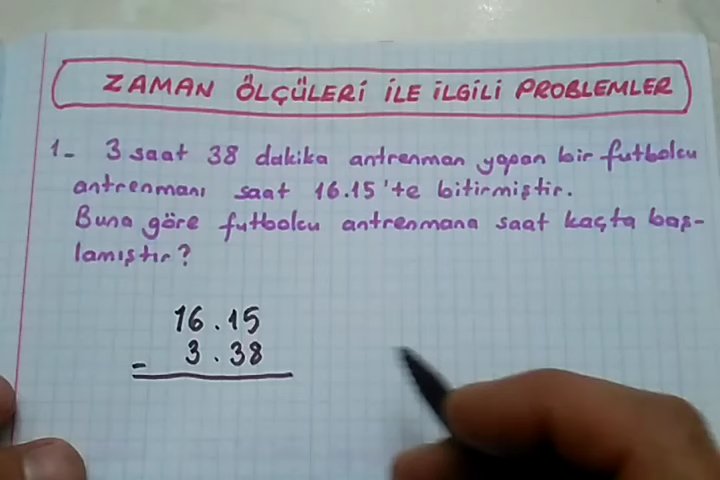 ZAMAN ÖLÇÜLERİ İLE İLGİLİ PROBLEMLER
1- 3 saat 38 dakika antrenman yapan bir futbolcu
antrenmanı saat 16.15'te bitirmiştir.
Buna göre futbolcu antrenmana saat kaçta baş-
lamıştır?
16.15
- 3.38